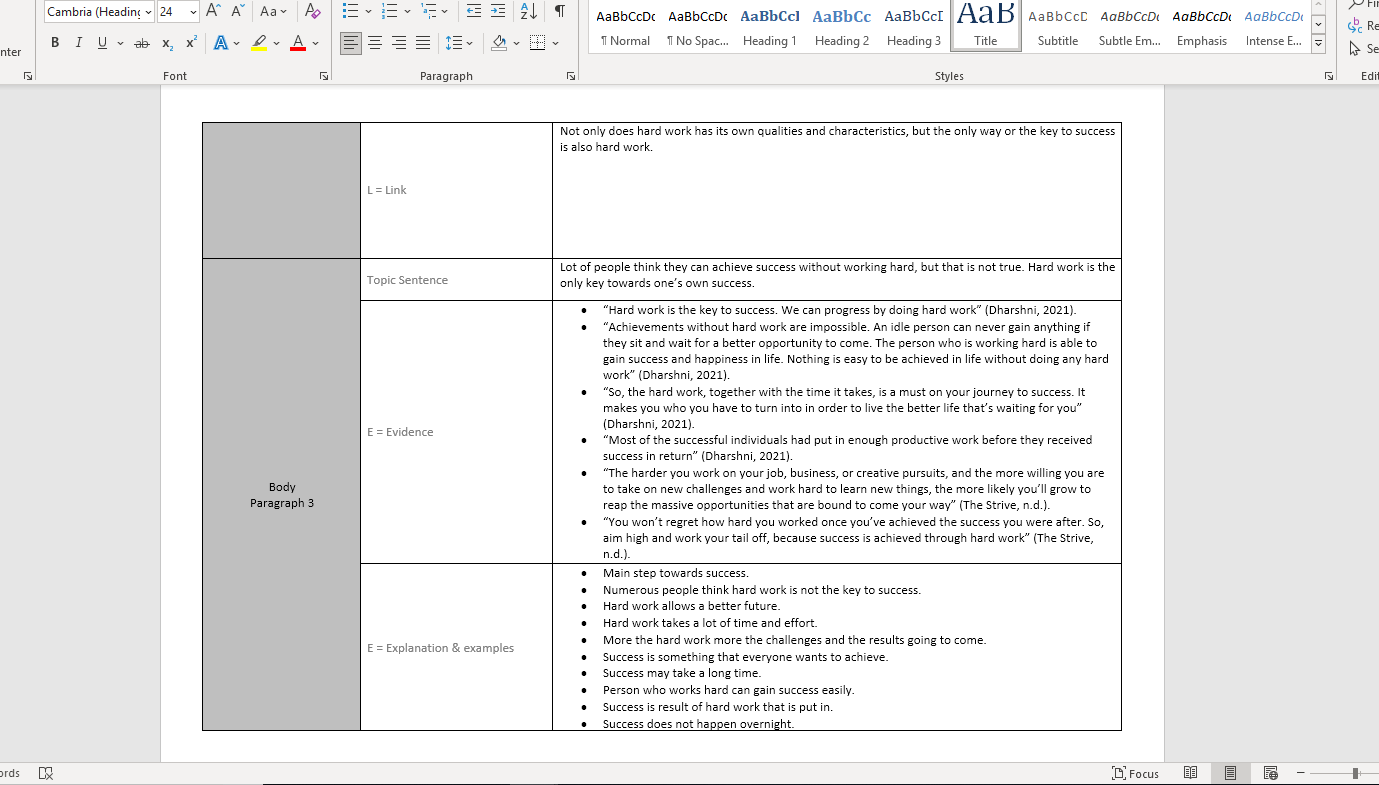 Cambria (Heading
24
A
A
Aa
A
AaBbCcDc
AaBbCcDc
AaBbCcI
AaBbCc
AaBbCcI
AaB
AaBbCcD
AaBbCcDc
AaBbCcDc
AaBbCcDc
¶ Normal
¶ No Spac...
Heading 1
Heading 2
Heading 3
Title
Subtitle
Subtle Em...
Emphasis
Intense E...
Re
Se
nter
B I U ab x₂ x² A A
Font
Paragraph
Styles
Edit
L = Link
Not only does hard work has its own qualities and characteristics, but the only way or the key to success
is also hard work.
Body
Paragraph 3
Topic Sentence
Lot of people think they can achieve success without working hard, but that is not true. Hard work is the
only key towards one’s own success.
E = Evidence
• “Hard work is the key to success. We can progress by doing hard work” (Dharshni, 2021).
• “Achievements without hard work are impossible. An idle person can never gain anything if
they sit and wait for a better opportunity to come. The person who is working hard is able to
gain success and happiness in life. Nothing is easy to be achieved in life without doing any hard
work” (Dharshni, 2021).
• “So, the hard work, together with the time it takes, is a must on your journey to success. It
makes you who you have to turn into in order to live the better life that’s waiting for you”
(Dharshni, 2021).
• “Most of the successful individuals had put in enough productive work before they received
success in return” (Dharshni, 2021).
• “The harder you work on your job, business, or creative pursuits, and the more willing you are
to take on new challenges and work hard to learn new things, the more likely you’ll grow to
reap the massive opportunities that are bound to come your way” (The Strive, n.d.).
• “You won’t regret how hard you worked once you’ve achieved the success you were after. So,
aim high and work your tail off, because success is achieved through hard work” (The Strive,
n.d.).
E = Explanation & examples
• Main step towards success.
• Numerous people think hard work is not the key to success.
• Hard work allows a better future.
• Hard work takes a lot of time and effort.
• More the hard work more the challenges and the results going to come.
• Success is something that everyone wants to achieve.
• Success may take a long time.
• Person who works hard can gain success easily.
• Success is result of hard work that is put in.
• Success does not happen overnight.
ords
Focus